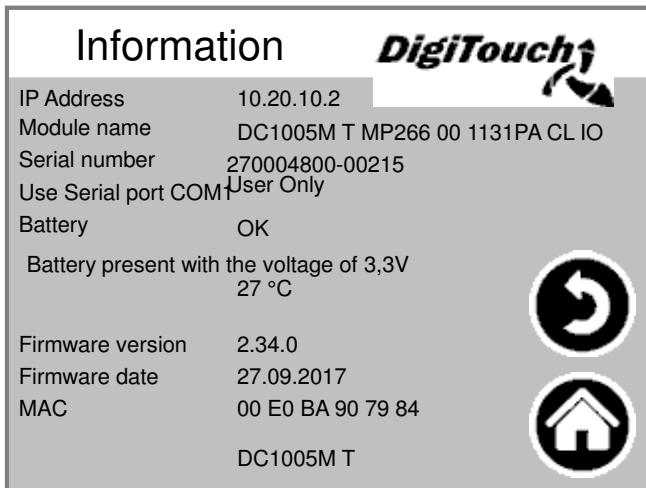 Information DigiTouch
IP Address 10.20.10.2
Module name DC1005M T MP266 00 1131PA CL IO
Serial number 270004800-00215
Use Serial port COM1 User Only
Battery OK
Battery present with the voltage of 3,3V
27 °C
Firmware version 2.34.0
Firmware date 27.09.2017
MAC 00 E0 BA 90 79 84
DC1005M T